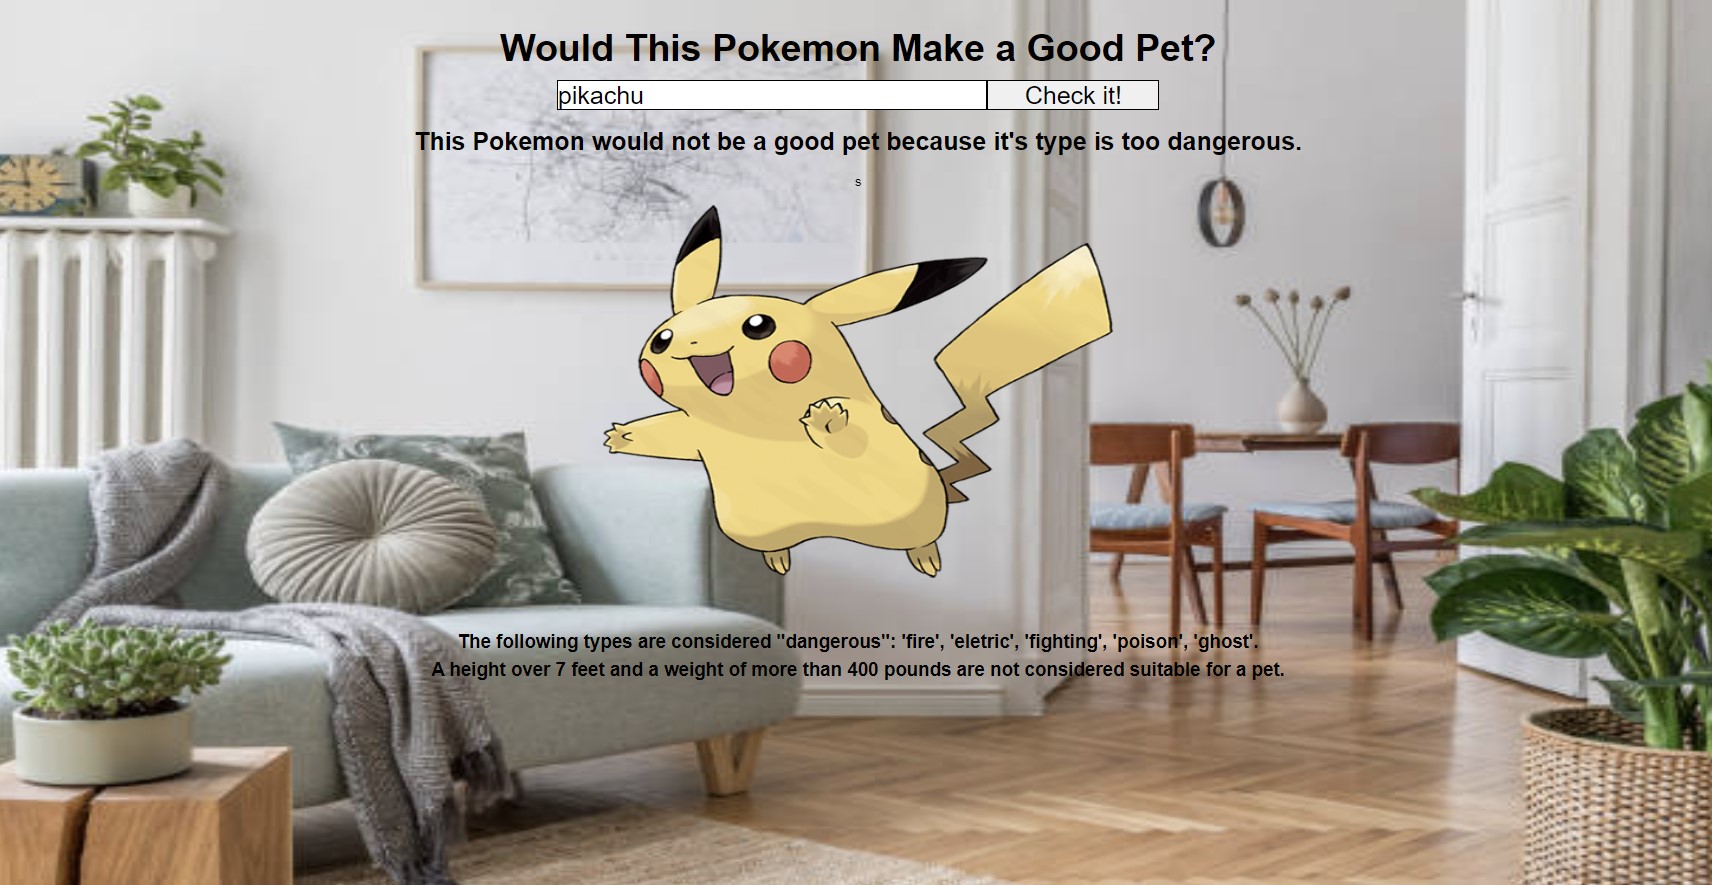 Would This Pokemon Make a Good Pet?
pikachu Check it!
This Pokemon would not be a good pet because it's type is too dangerous.
s
The following types are considered "dangerous": 'fire', 'eletric', 'fighting', 'poison', 'ghost'.
A height over 7 feet and a weight of more than 400 pounds are not considered suitable for a pet.